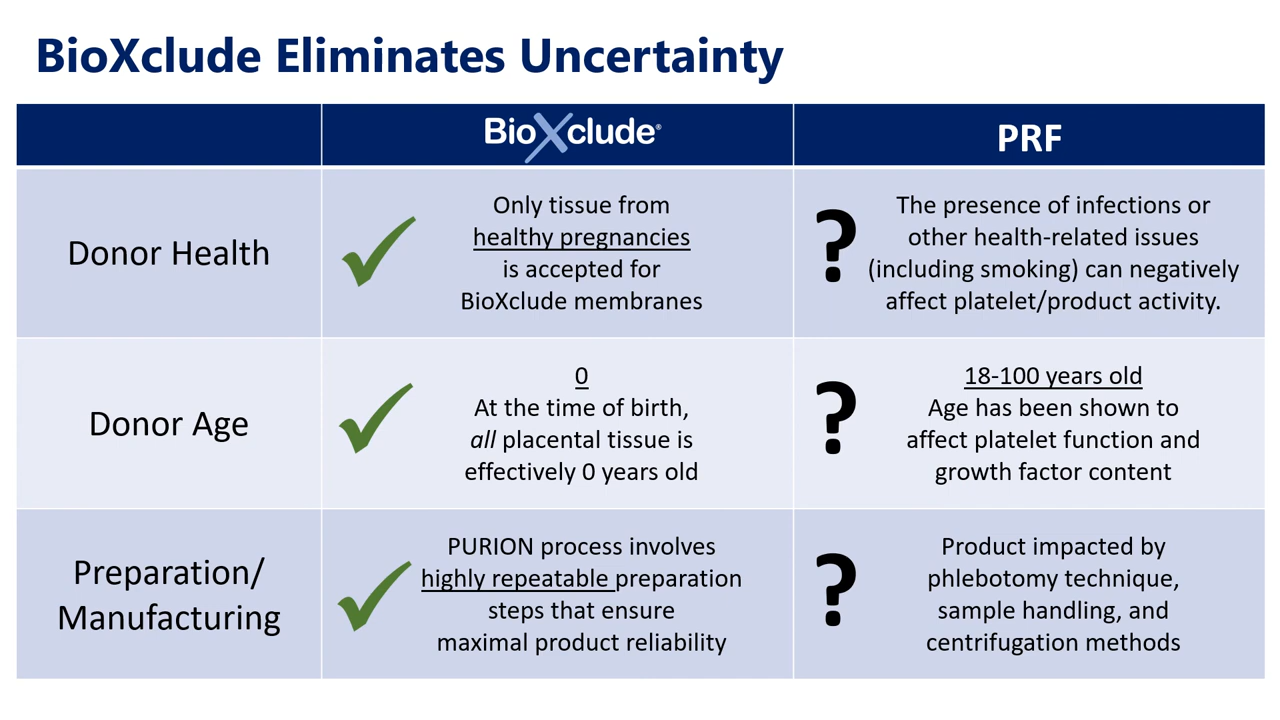 BioXclude Eliminates Uncertainty
BioXclude®
PRF
Donor Health
Only tissue from
healthy pregnancies
is accepted for
BioXclude membranes
?
The presence of infections or
other health-related issues
(including smoking) can negatively
affect platelet/product activity.
Donor Age
0
At the time of birth,
all placental tissue is
effectively 0 years old
?
18-100 years old
Age has been shown to
affect platelet function and
growth factor content
Preparation/
Manufacturing
PURION process involves
highly repeatable preparation
steps that ensure
maximal product reliability
?
Product impacted by
phlebotomy technique,
sample handling, and
centrifugation methods